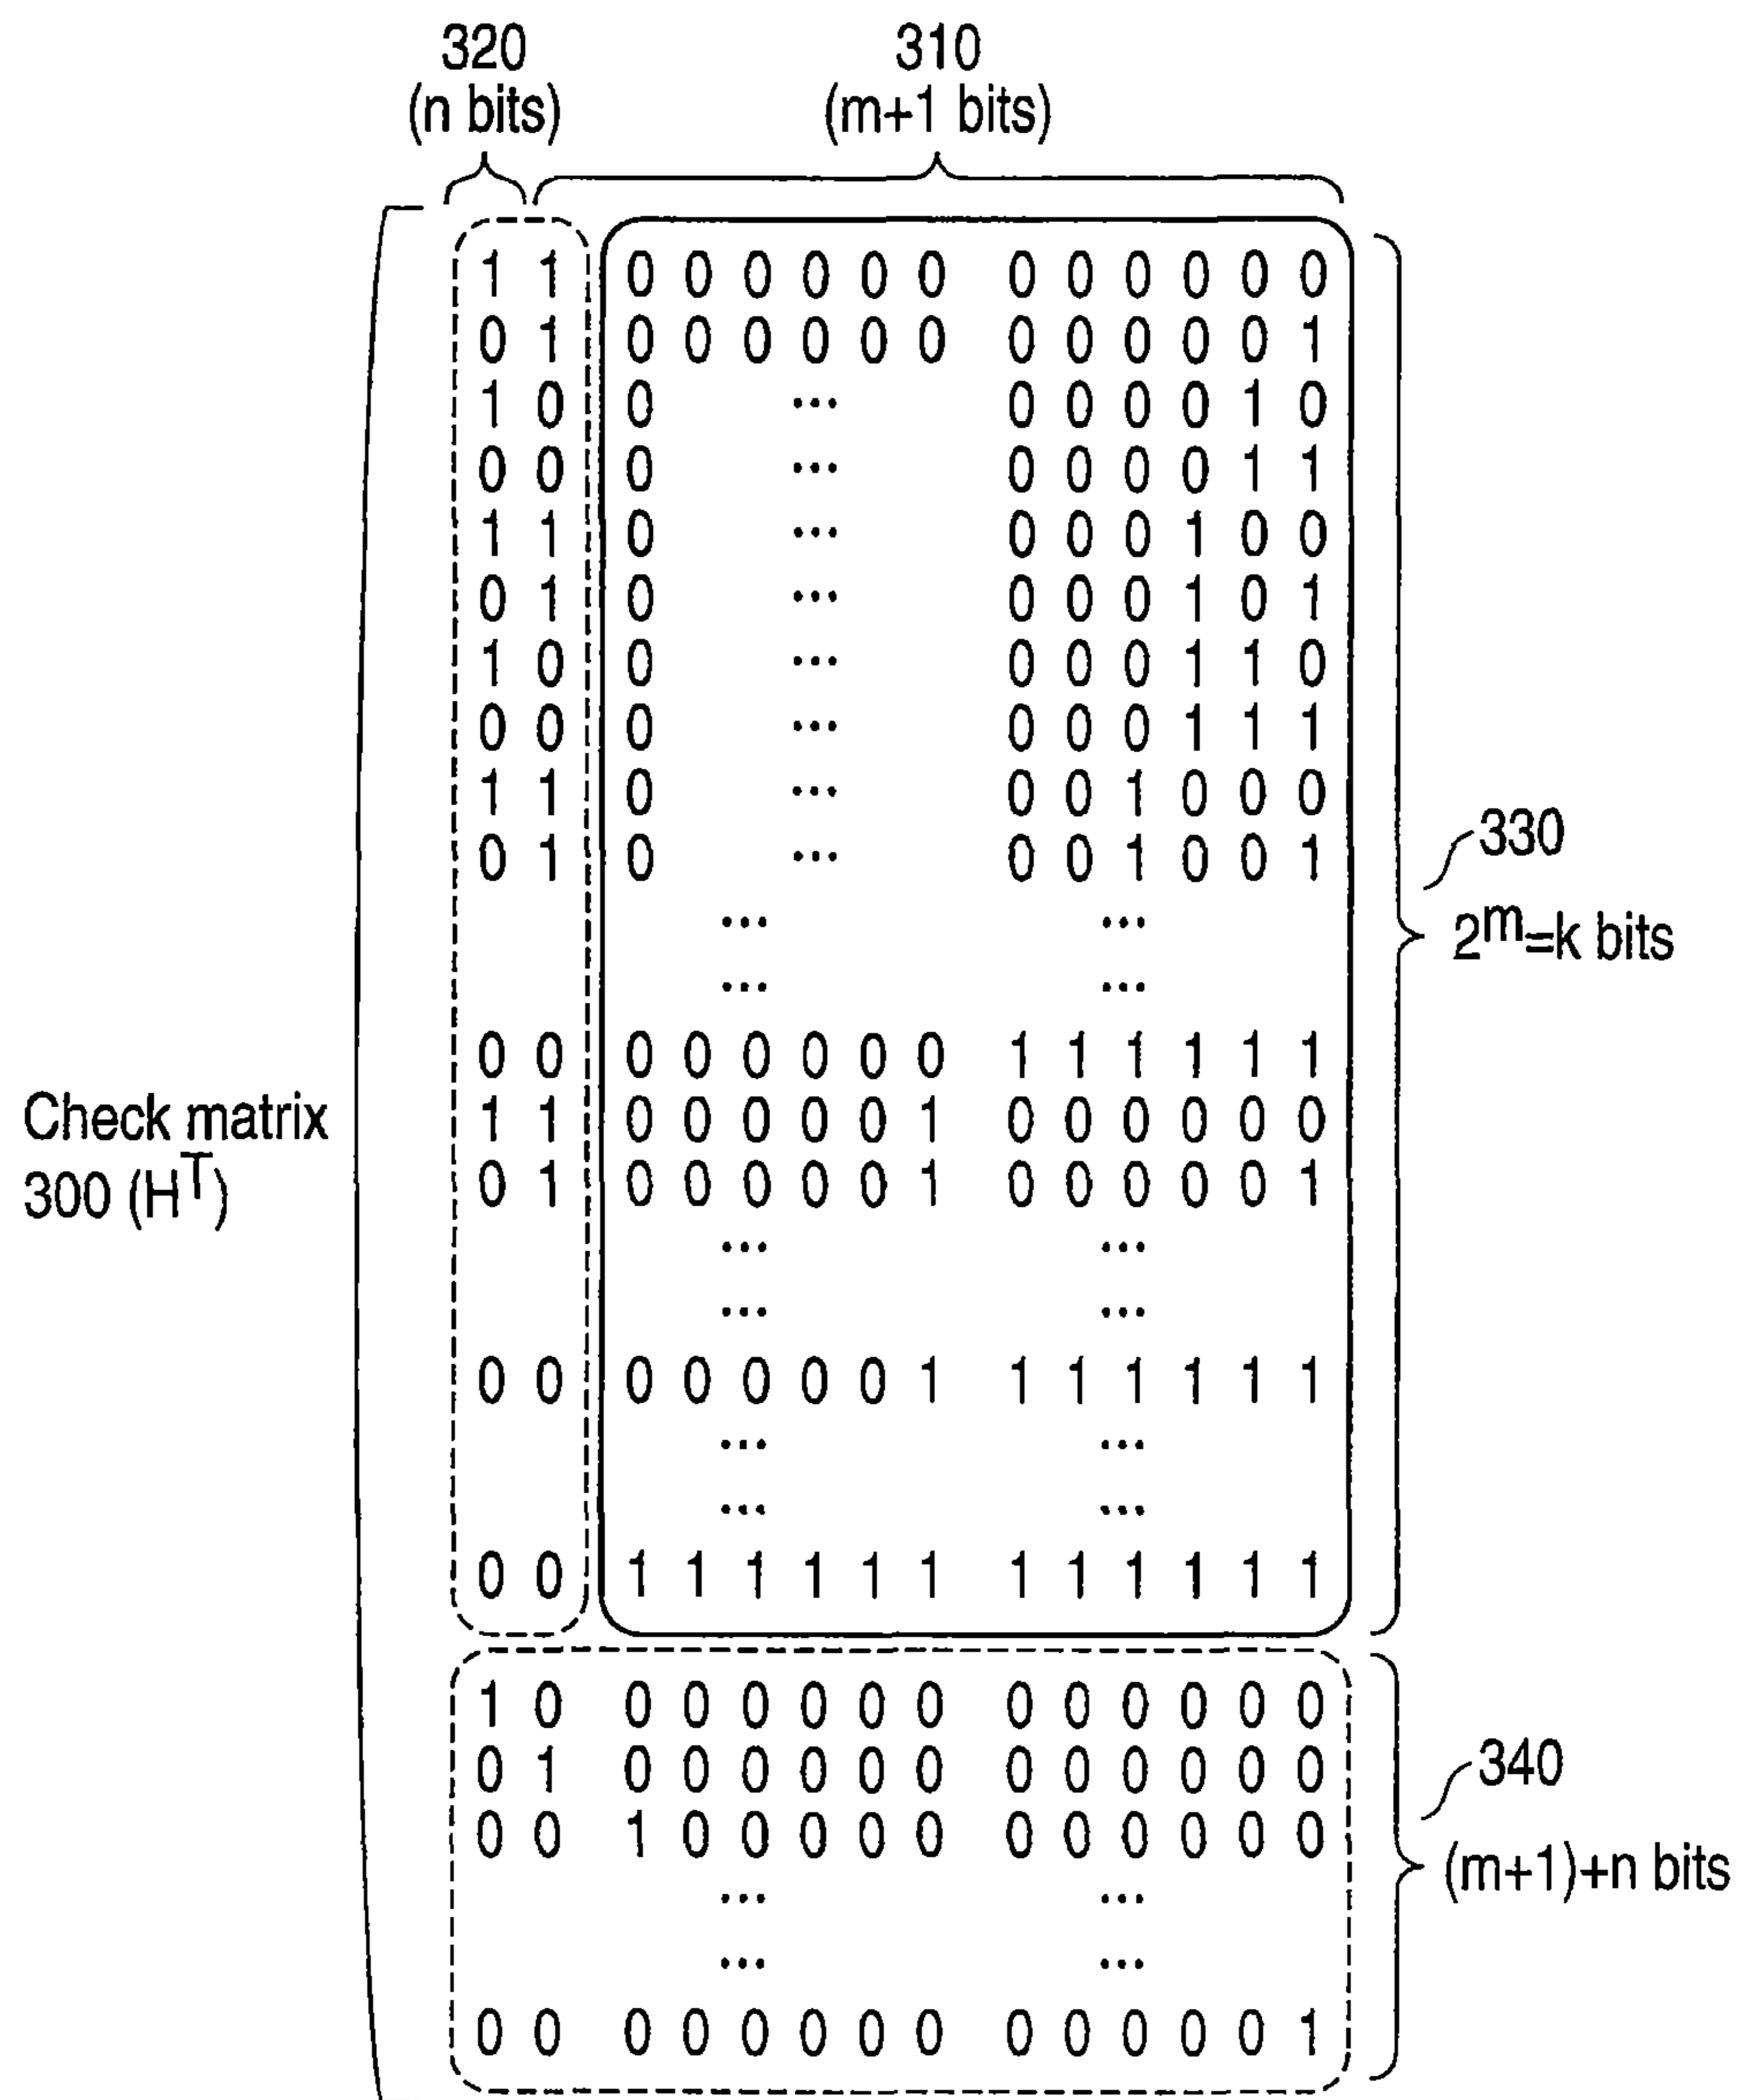 320
(n bits)
310
(m+1 bits)
1 1 0 0 0 0 0 0 0 0 0 0 0 0
0 1 0 0 0 0 0 0 0 0 0 0 0 1
1 0 0 ... 0 0 0 0 1 0
0 0 0 ... 0 0 0 0 1 1
1 1 0 ... 0 0 0 1 0 0
0 1 0 ... 0 0 0 1 0 1
1 0 0 ... 0 0 0 1 1 0
0 0 0 ... 0 0 0 1 1 1
1 1 0 ... 0 0 1 0 0 0
0 1 0 ... 0 0 1 0 0 1
... ...
... ...
0 0 0 0 0 0 0 0 1 1 1 1 1 1
1 1 0 0 0 0 0 1 0 0 0 0 0 0
0 1 0 0 0 0 0 1 0 0 0 0 0 1
... ...
... ...
0 0 0 0 0 0 0 1 1 1 1 1 1 1
... ...
... ...
0 0 1 1 1 1 1 1 1 1 1 1 1 1
330
2^m=k bits
Check matrix
300 (H^T)
1 0 0 0 0 0 0 0 0 0 0 0 0 0
0 1 0 0 0 0 0 0 0 0 0 0 0 0
0 0 1 0 0 0 0 0 0 0 0 0 0 0
... ...
... ...
0 0 0 0 0 0 0 0 0 0 0 0 0 1
340
(m+1)+n bits